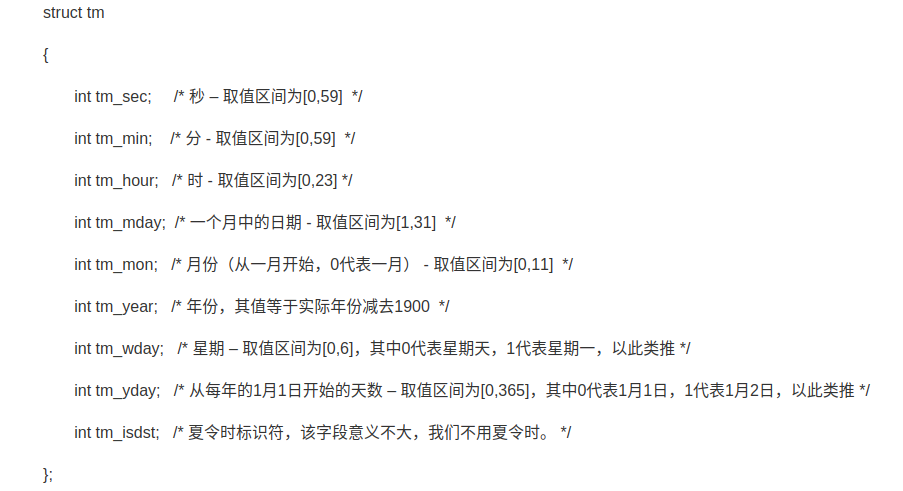 struct tm
{
int tm_sec; /* 秒 – 取值区间为[0,59] */
int tm_min; /* 分 - 取值区间为[0,59] */
int tm_hour; /* 时 - 取值区间为[0,23] */
int tm_mday; /* 一个月中的日期 - 取值区间为[1,31] */
int tm_mon; /* 月份（从一月开始，0代表一月） - 取值区间为[0,11] */
int tm_year; /* 年份，其值等于实际年份减去1900 */
int tm_wday; /* 星期 – 取值区间为[0,6]，其中0代表星期天，1代表星期一，以此类推 */
int tm_yday; /* 从每年的1月1日开始的天数 – 取值区间为[0,365]，其中0代表1月1日，1代表1月2日，以此类推 */
int tm_isdst; /* 夏令时标识符，该字段意义不大，我们不用夏令时。 */
};